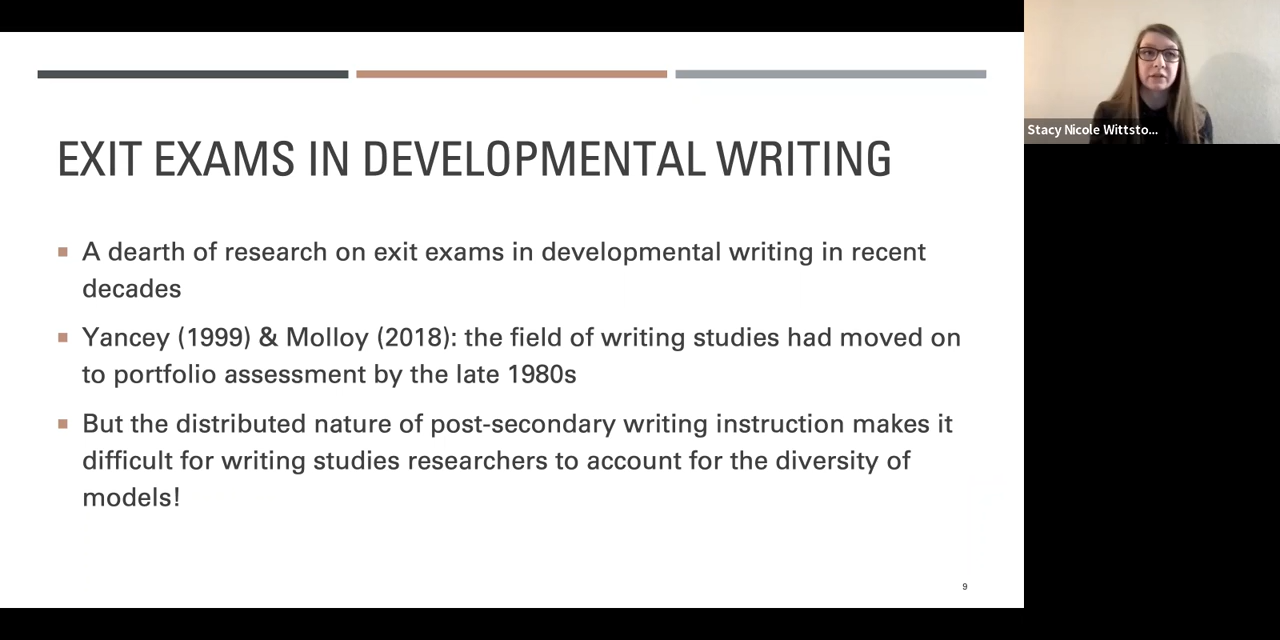 EXIT EXAMS IN DEVELOPMENTAL WRITING
A dearth of research on exit exams in developmental writing in recent
decades
Yancey (1999) & Molloy (2018): the field of writing studies had moved on
to portfolio assessment by the late 1980s
But the distributed nature of post-secondary writing instruction makes it
difficult for writing studies researchers to account for the diversity of
models!
9
Stacy Nicole Wittsto...